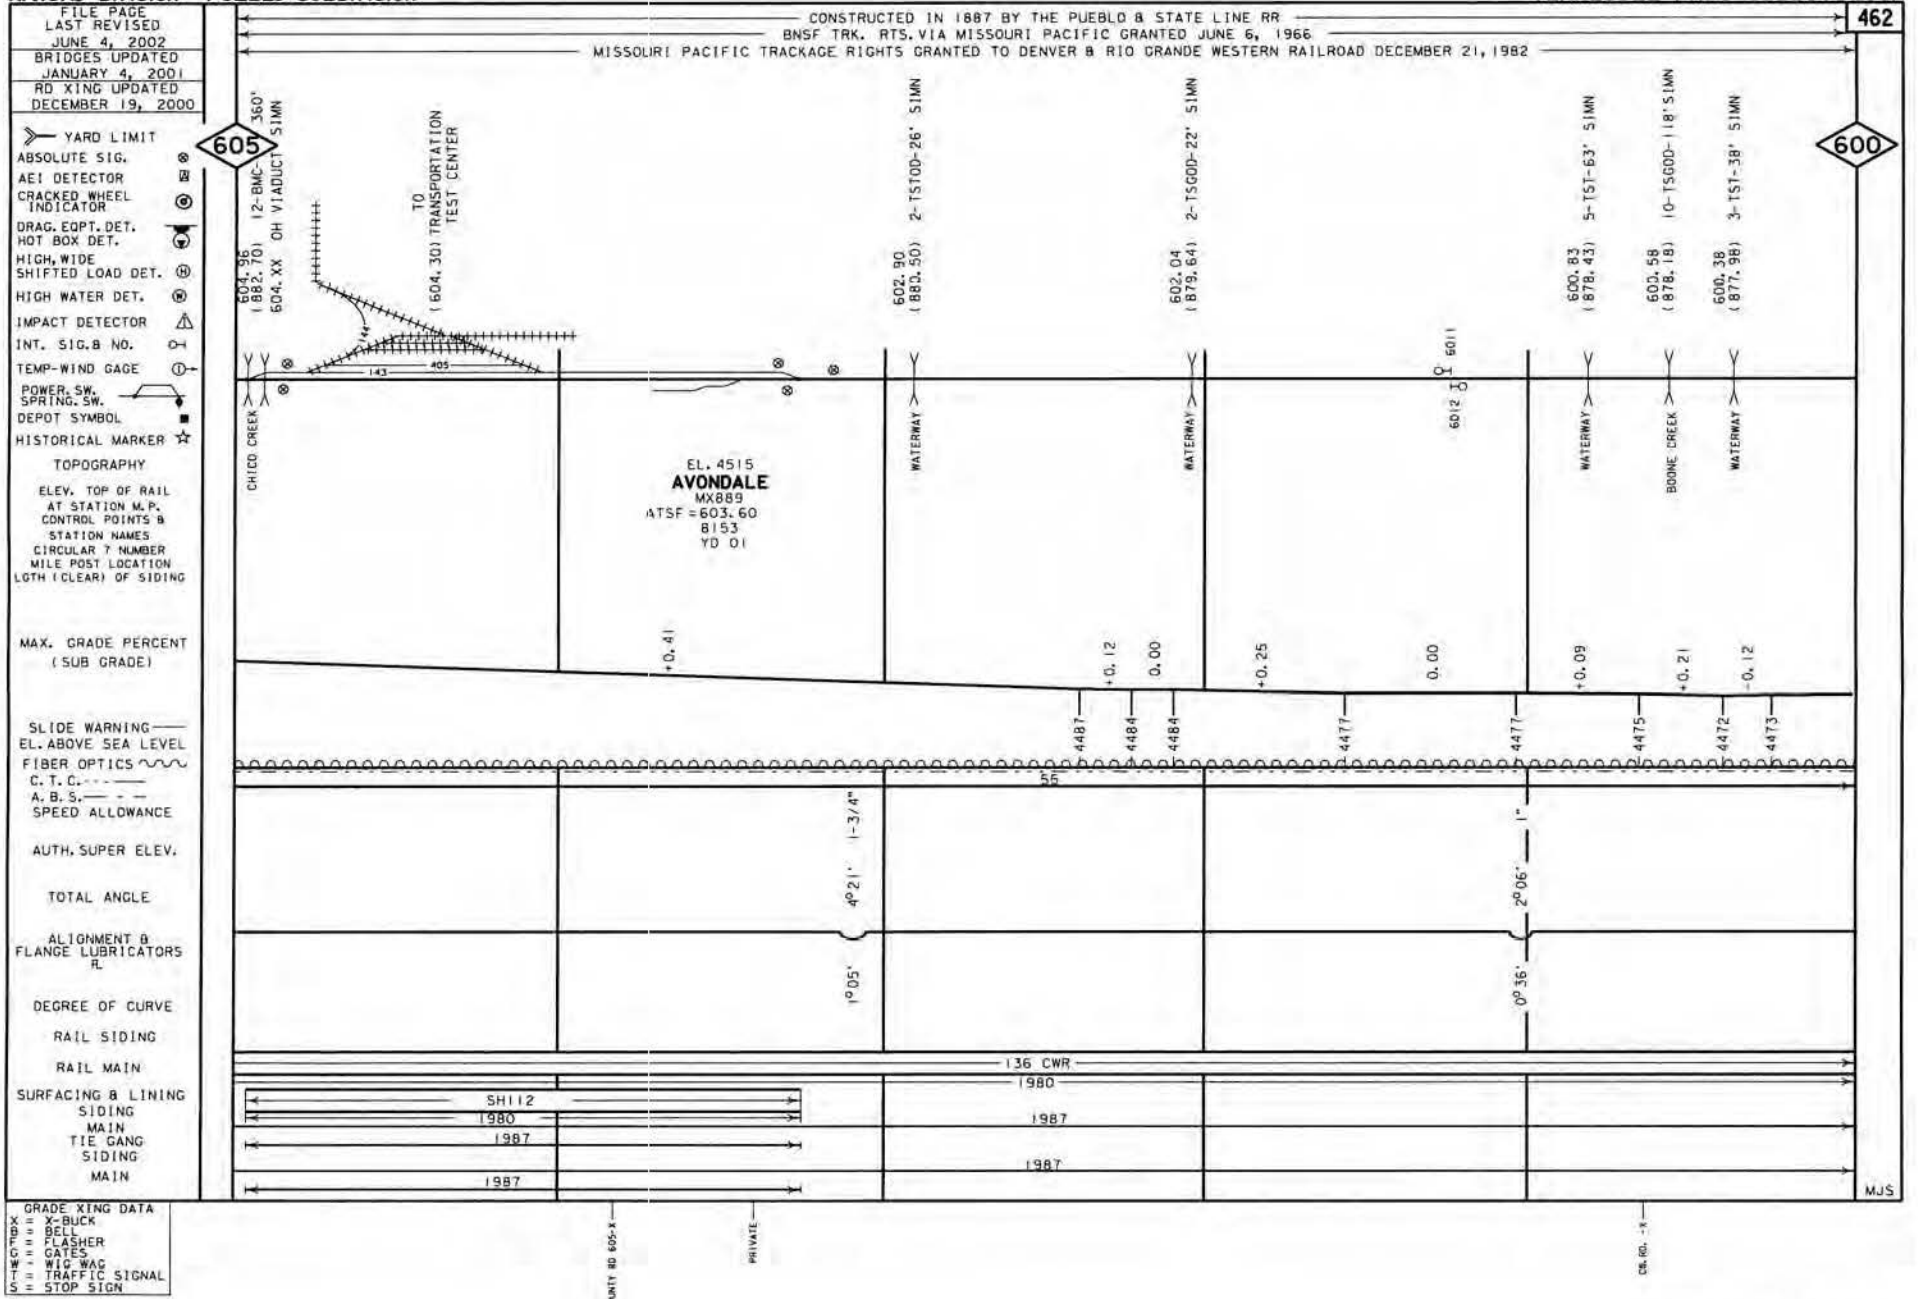 FILE PAGE
LAST REVISED
JUNE 4, 2002
BRIDGES UPDATED
JANUARY 4, 2001
RD XING UPDATED
DECEMBER 19, 2000
CONSTRUCTED IN 1887 BY THE PUEBLO & STATE LINE RR
BNSF TRK. RTS. VIA MISSOURI PACIFIC GRANTED JUNE 6, 1966
MISSOURI PACIFIC TRACKAGE RIGHTS GRANTED TO DENVER & RIO GRANDE WESTERN RAILROAD DECEMBER 21, 1982
462
605
600
YARD LIMIT
ABSOLUTE SIG.
AEI DETECTOR
CRACKED WHEEL
INDICATOR
DRAG. EQPT. DET.
HOT BOX DET.
HIGH, WIDE
SHIFTED LOAD DET.
HIGH WATER DET.
IMPACT DETECTOR
INT. SIG. & NO.
TEMP-WIND GAGE
POWER. SW.
SPRING. SW.
DEPOT SYMBOL
HISTORICAL MARKER
TOPOGRAPHY
ELEV. TOP OF RAIL
AT STATION M.P.
CONTROL POINTS &
STATION NAMES
CIRCULAR 7 NUMBER
MILE POST LOCATION
LGTH (CLEAR) OF SIDING
MAX. GRADE PERCENT
(SUB GRADE)
SLIDE WARNING
EL. ABOVE SEA LEVEL
FIBER OPTICS
C.T.C.
A.B.S.
SPEED ALLOWANCE
AUTH. SUPER ELEV.
TOTAL ANGLE
ALIGNMENT &
FLANGE LUBRICATORS
DEGREE OF CURVE
RAIL SIDING
RAIL MAIN
SURFACING & LINING
SIDING
MAIN
TIE GANG
SIDING
MAIN
604.96
(882.70) 12-BMC- 360'
604.XX OH VIADUCT SIMN
TO
(604.30) TRANSPORTATION
TEST CENTER
602.90
(880.50) 2-TSTOD-26' SIMN
602.04
(879.64) 2-TSGOD-22' SIMN
600.83
(878.43) 5-TST-63' SIMN
600.58
(878.18) 10-TSGOD-118' SIMN
600.38
(877.98) 3-TST-38' SIMN
144
143
405
6011
6012
CHICO CREEK
WATERWAY
WATERWAY
WATERWAY
BOONE CREEK
WATERWAY
EL. 4515
AVONDALE
MX889
ATSF = 603.60
8153
YD 01
+0.41
+0.12
0.00
+0.25
0.00
+0.09
+0.21
-0.12
4487
4484
4484
4477
4477
4475
4472
4473
55
1-3/4"
1"
4°21'
2°06'
1°05'
0°36'
136 CWR
1980
SH112
1980
1987
1987
1987
1987
MJS
GRADE XING DATA
X = X-BUCK
B = BELL
F = FLASHER
G = GATES
W - WIG WAG
T = TRAFFIC SIGNAL
S = STOP SIGN
UNTY RD 605-X
PRIVATE